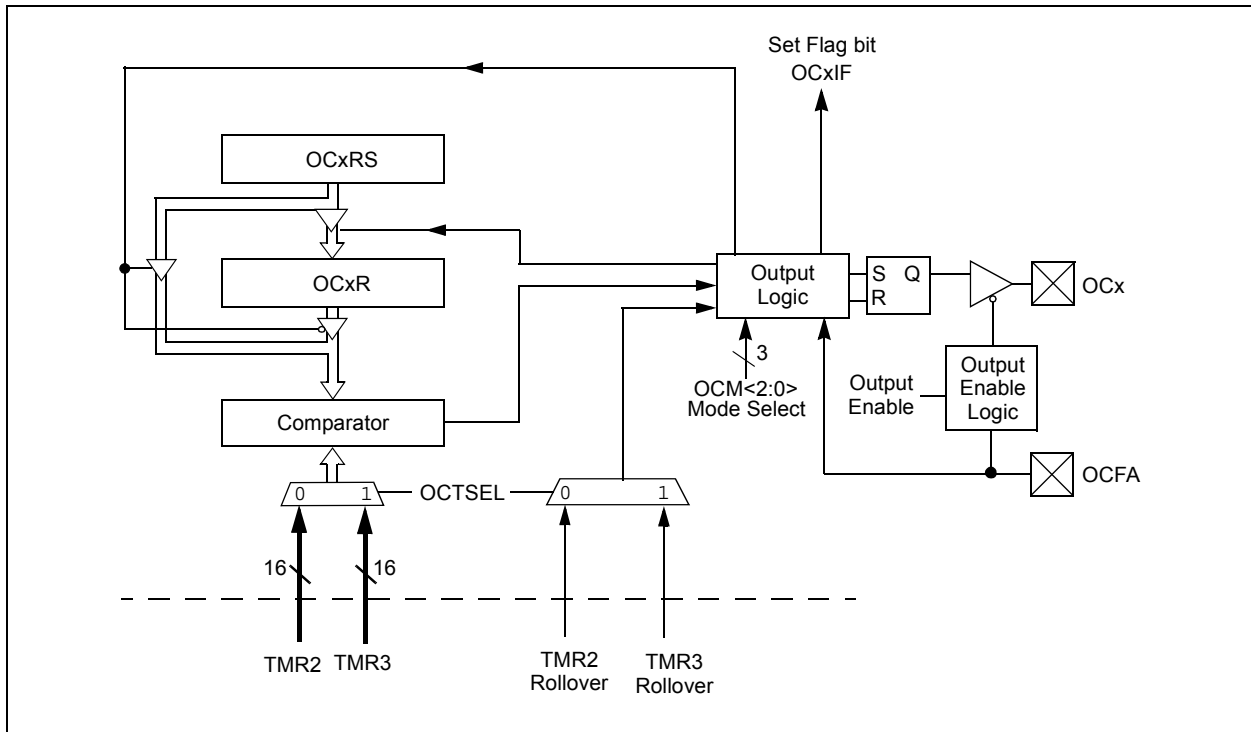 Set Flag bit
OCxIF
OCxRS
OCxR
Output
Logic
S Q
R
OCx
3
OCM<2:0>
Mode Select
Output
Enable
Output
Enable
Logic
Comparator
OCFA
0 1
OCTSEL
0 1
16
16
TMR2
TMR3
TMR2
Rollover
TMR3
Rollover